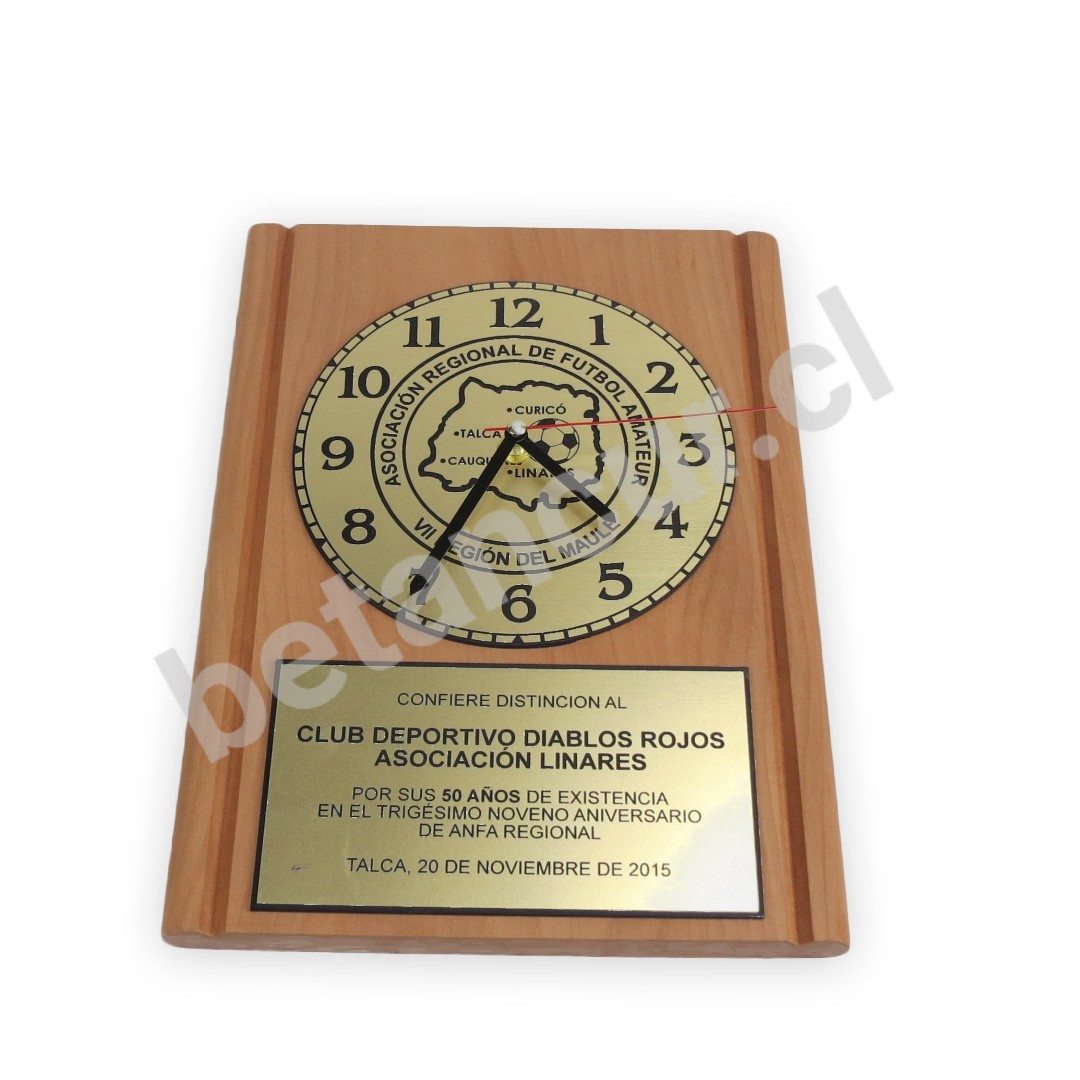 12
1
2
3
4
5
6
7
8
9
10
11
ASOCIACIÓN REGIONAL DE FUTBOL AMATEUR
• CURICÓ
• TALCA
• CAUQUENES
• LINARES
VII REGIÓN DEL MAULE
betancur.cl
CONFIERE DISTINCION AL
CLUB DEPORTIVO DIABLOS ROJOS
ASOCIACIÓN LINARES
POR SUS 50 AÑOS DE EXISTENCIA
EN EL TRIGÉSIMO NOVENO ANIVERSARIO
DE ANFA REGIONAL
TALCA, 20 DE NOVIEMBRE DE 2015